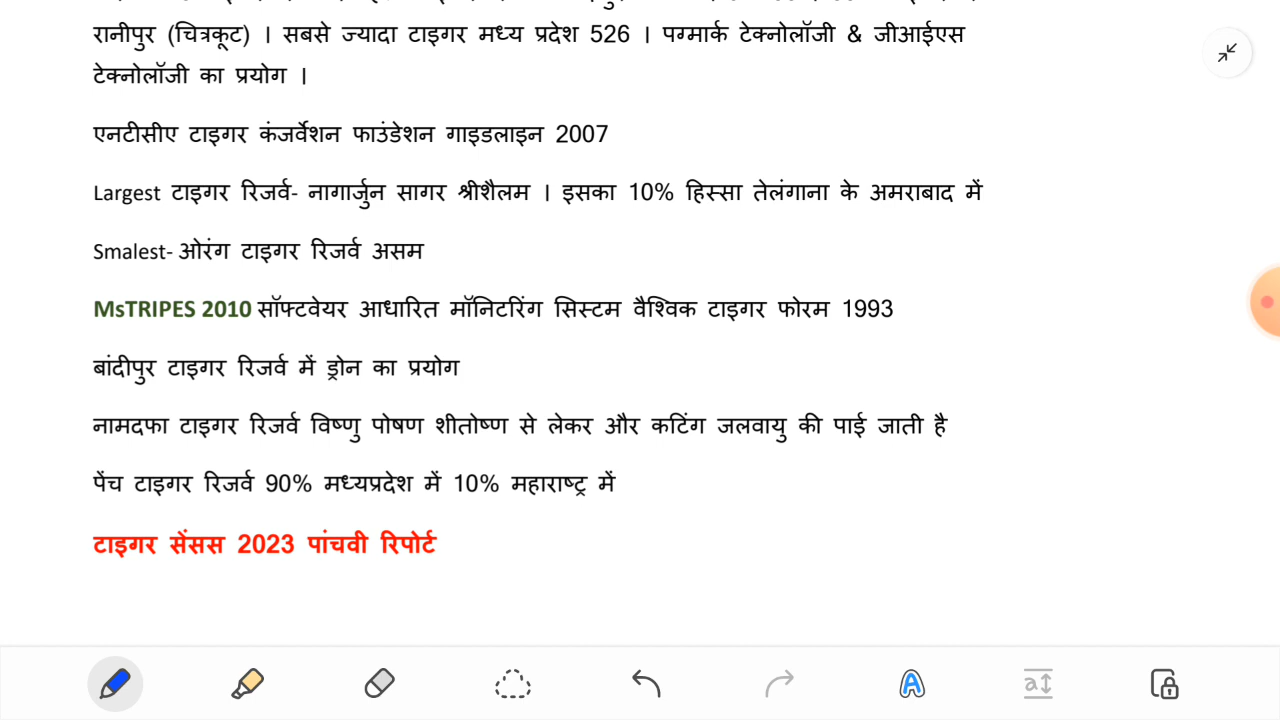 रानीपुर (चित्रकूट) । सबसे ज्यादा टाइगर मध्य प्रदेश 526 । पग्मार्क टेक्नोलॉजी & जीआईएस
टेक्नोलॉजी का प्रयोग ।
एनटीसीए टाइगर कंजर्वेशन फाउंडेशन गाइडलाइन 2007
Largest टाइगर रिजर्व- नागार्जुन सागर श्रीशैलम । इसका 10% हिस्सा तेलंगाना के अमराबाद में
Smalest- ओरंग टाइगर रिजर्व असम
MsTRIPES 2010 सॉफ्टवेयर आधारित मॉनिटरिंग सिस्टम वैश्विक टाइगर फोरम 1993
बांदीपुर टाइगर रिजर्व में ड्रोन का प्रयोग
नामदफा टाइगर रिजर्व विष्णु पोषण शीतोष्ण से लेकर और कटिंग जलवायु की पाई जाती है
पेंच टाइगर रिजर्व 90% मध्यप्रदेश में 10% महाराष्ट्र में
टाइगर सेंसस 2023 पांचवी रिपोर्ट